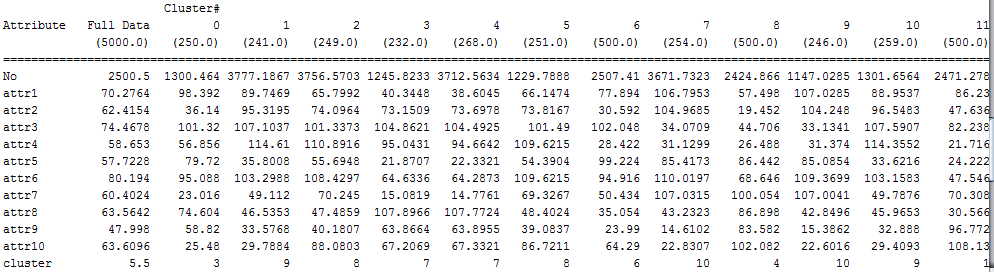 Cluster#
Attribute Full Data 0 1 2 3 4 5 6 7 8 9 10 11
(5000.0) (250.0) (241.0) (249.0) (232.0) (268.0) (251.0) (500.0) (254.0) (500.0) (246.0) (259.0) (500.0)
No 2500.5 1300.464 3777.1867 3756.5703 1245.8233 3712.5634 1229.7888 2507.41 3671.7323 2424.866 1147.0285 1301.6564 2471.278
attr1 70.2764 98.392 89.7469 65.7992 40.3448 38.6045 66.1474 77.894 106.7953 57.498 107.0285 88.9537 86.23
attr2 62.4154 36.14 95.3195 74.0964 73.1509 73.6978 73.8167 30.592 104.9685 19.452 104.248 96.5483 47.636
attr3 74.4678 101.32 107.1037 101.3373 104.8621 104.4925 101.49 102.048 34.0709 44.706 33.1341 107.5907 82.238
attr4 58.653 56.856 114.61 110.8916 95.0431 94.6642 109.6215 28.422 31.1299 26.488 31.374 114.3552 21.716
attr5 57.7228 79.72 35.8008 55.6948 21.8707 22.3321 54.3904 99.224 85.4173 86.442 85.0854 33.6216 24.222
attr6 80.194 95.088 103.2988 108.4297 64.6336 64.2873 109.6215 94.916 110.0197 68.646 109.3699 103.1583 47.546
attr7 60.4024 23.016 49.112 70.245 15.0819 14.7761 69.3267 50.434 107.0315 100.054 107.0041 49.7876 70.308
attr8 63.5642 74.604 46.5353 47.4859 107.8966 107.7724 48.4024 35.054 43.2323 86.898 42.8496 45.9653 30.566
attr9 47.998 58.82 33.5768 40.1807 63.8664 63.8955 39.0837 23.99 14.6102 83.582 15.3862 32.888 96.772
attr10 63.6096 25.48 29.7884 88.0803 67.2069 67.3321 86.7211 64.29 22.8307 102.082 22.6016 29.4093 108.13
cluster 5.5 3 9 8 7 7 8 6 10 4 10 9 1